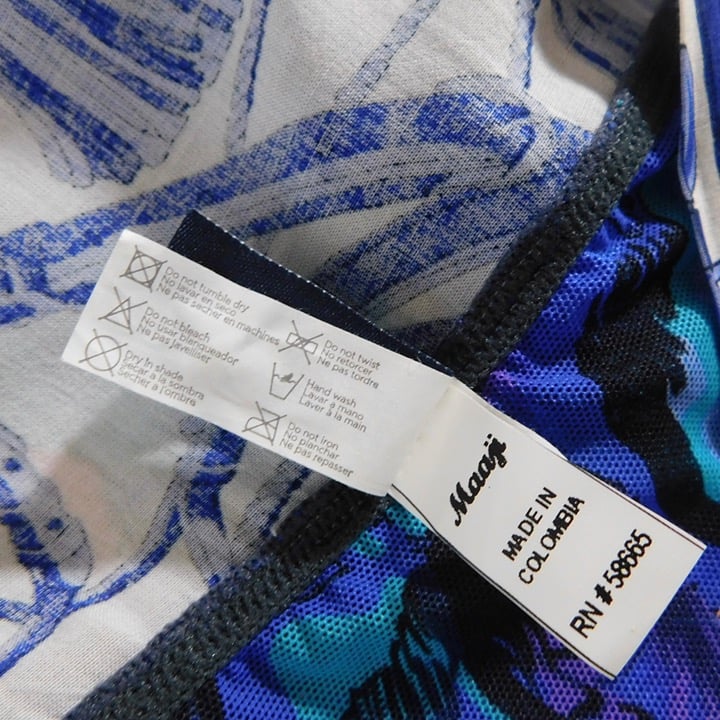 Do not tumble dry
No lavar en seco
Ne pas sécher en machines
Do not bleach
No usar blanqueador
Ne pas javelliser
Dry in shade
Secar a la sombra
Sécher à l'ombre
Do not twist
No retorcer
Ne pas tordre
Hand wash
Lavar a mano
Laver à la main
Do not Iron
No planchar
Ne pas repasser
Maaji
MADE IN
COLOMBIA
RN # 58665